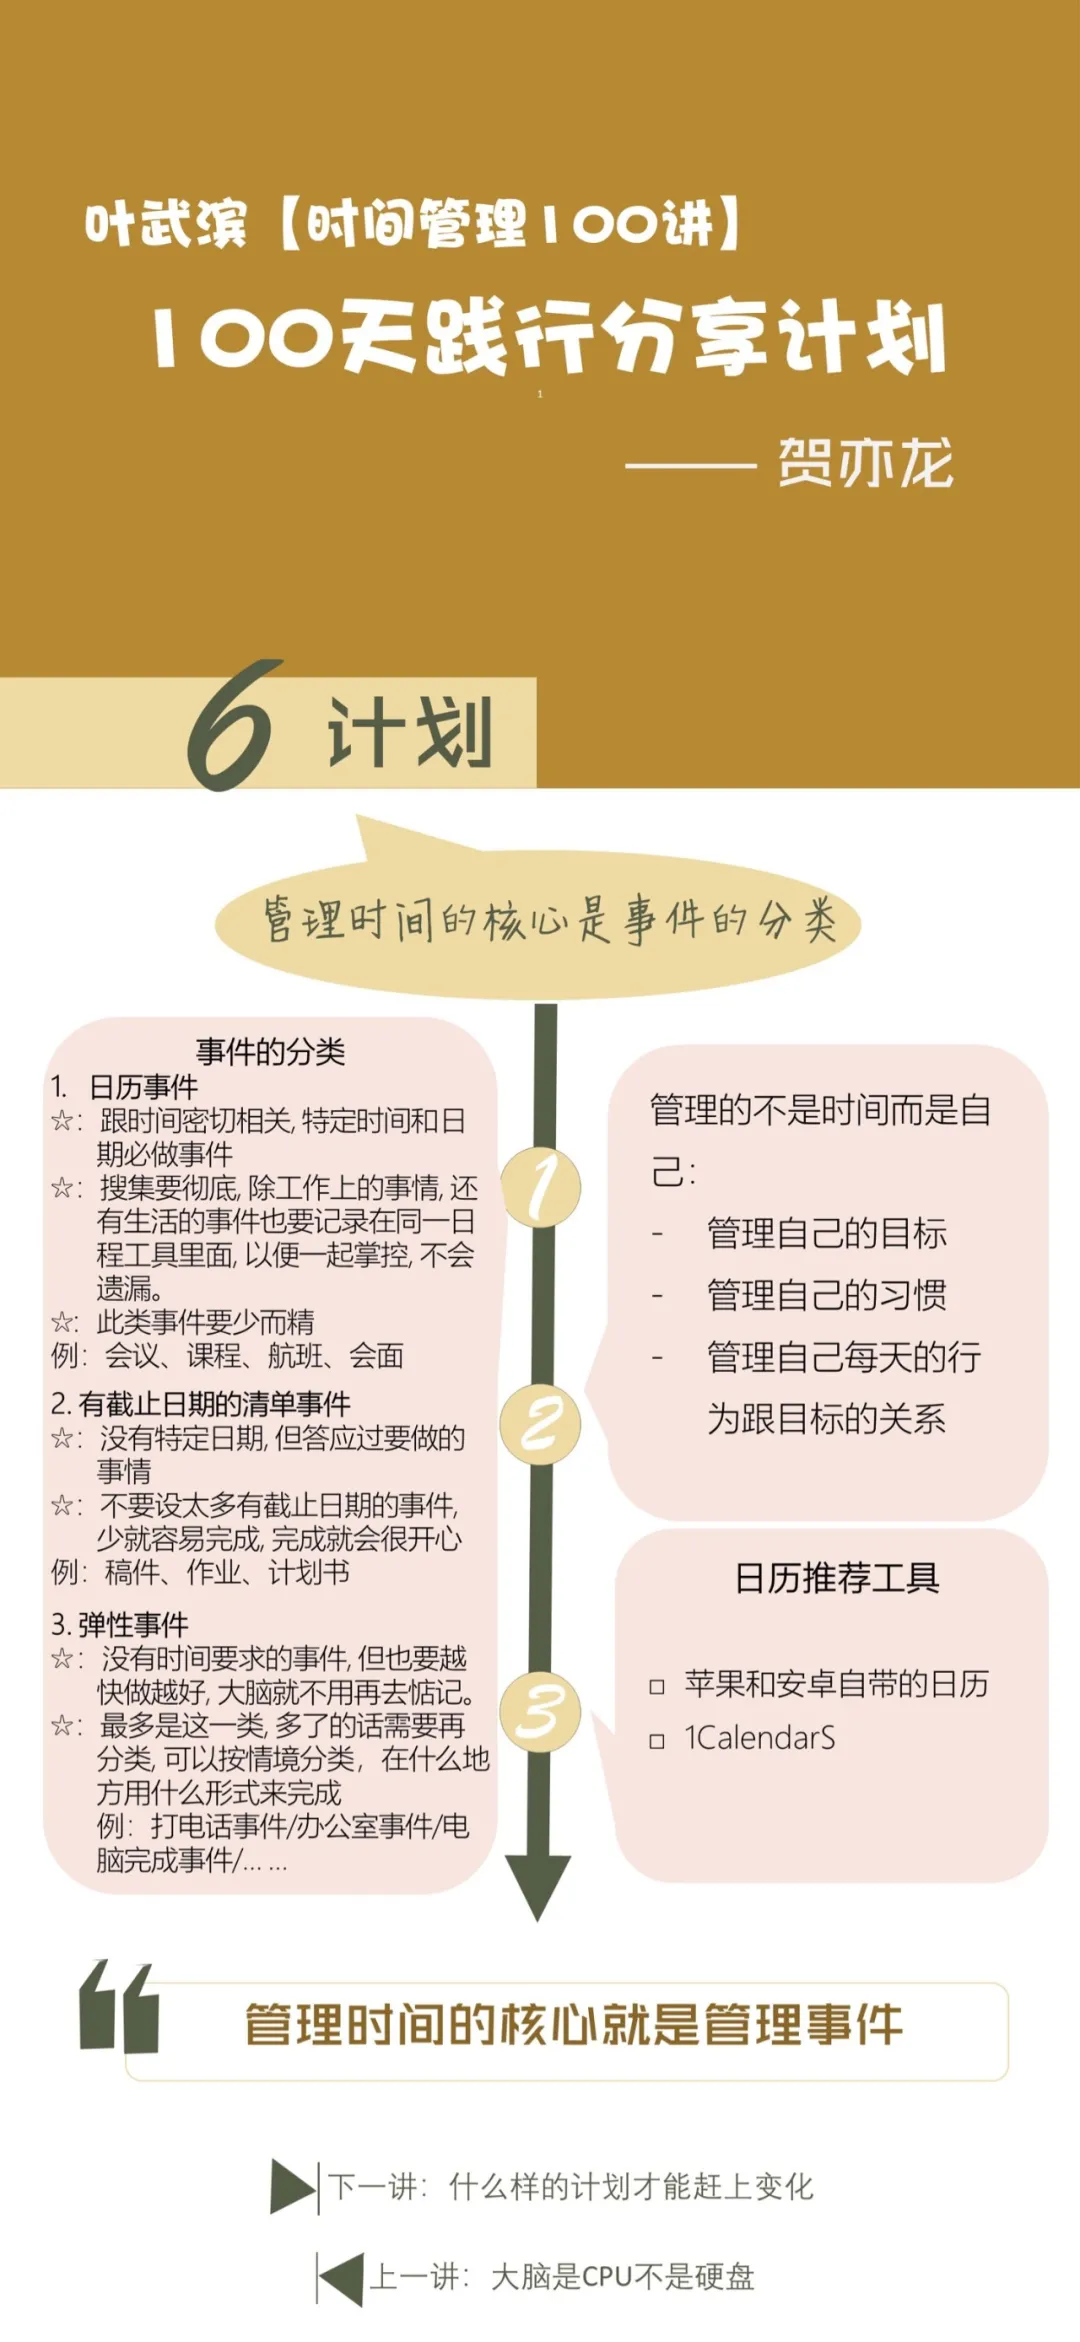 叶武滨【时间管理100讲】
100天践行分享计划
1
—— 贺亦龙
6 计划
管理时间的核心是事件的分类
事件的分类
1. 日历事件
☆：跟时间密切相关,特定时间和日
期必做事件
☆：搜集要彻底,除工作上的事情,还
有生活的事件也要记录在同一日
程工具里面,以便一起掌控,不会
遗漏。
☆：此类事件要少而精
例：会议、课程、航班、会面
2. 有截止日期的清单事件
☆：没有特定日期,但答应过要做的
事情
☆：不要设太多有截止日期的事件,
少就容易完成,完成就会很开心
例：稿件、作业、计划书
3. 弹性事件
☆：没有时间要求的事件,但也要越
快做越好,大脑就不用再去惦记。
☆：最多是这一类,多了的话需要再
分类,可以按情境分类，在什么地
方用什么形式来完成
例：打电话事件/办公室事件/电
脑完成事件/... ...
1
2
3
管理的不是时间而是自
己：
- 管理自己的目标
- 管理自己的习惯
- 管理自己每天的行
为跟目标的关系
日历推荐工具
□ 苹果和安卓自带的日历
□ 1CalendarS
管理时间的核心就是管理事件
下一讲：什么样的计划才能赶上变化
上一讲：大脑是CPU不是硬盘